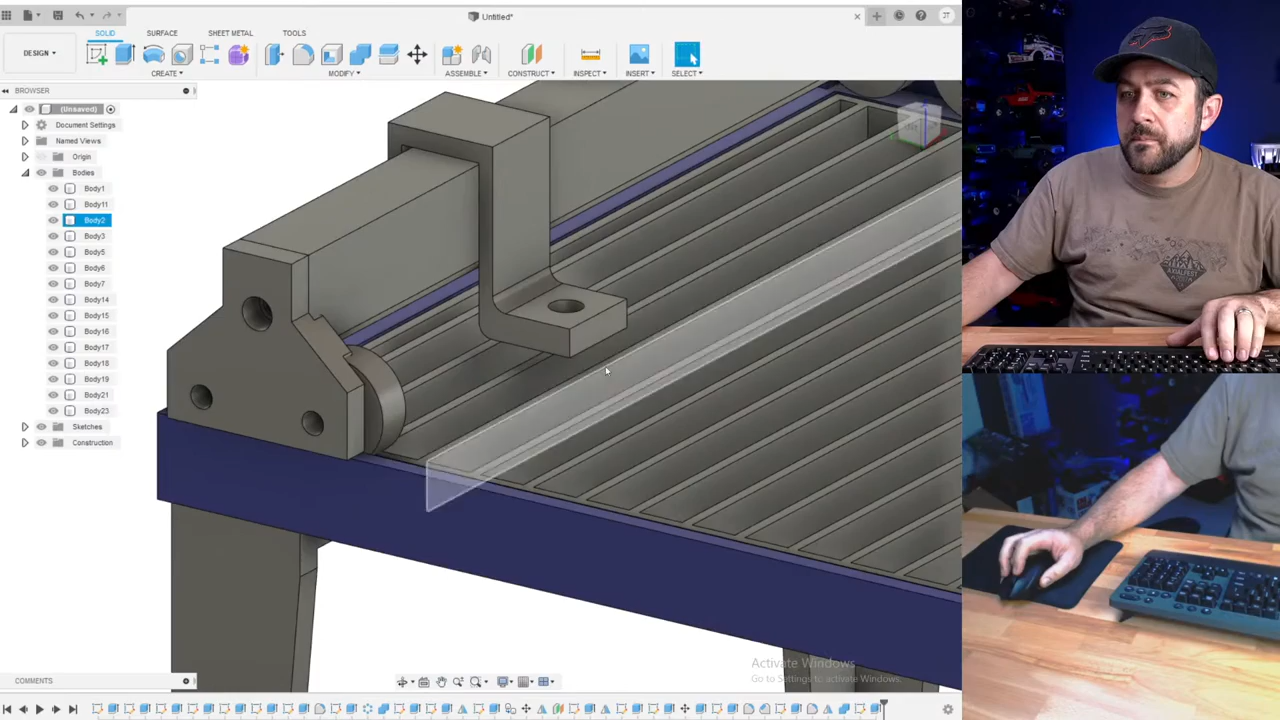 Untitled*
JT
DESIGN
SOLID
SURFACE
SHEET METAL
TOOLS
CREATE
MODIFY
ASSEMBLE
CONSTRUCT
INSPECT
INSERT
SELECT
BROWSER
(Unsaved)
Document Settings
Named Views
Origin
Bodies
Body1
Body11
Body2
Body3
Body5
Body6
Body7
Body14
Body15
Body16
Body17
Body18
Body19
Body21
Body23
Sketches
Construction
AXIALFEST
COMMENTS
Activate Windows
Go to Settings to activate Windows.